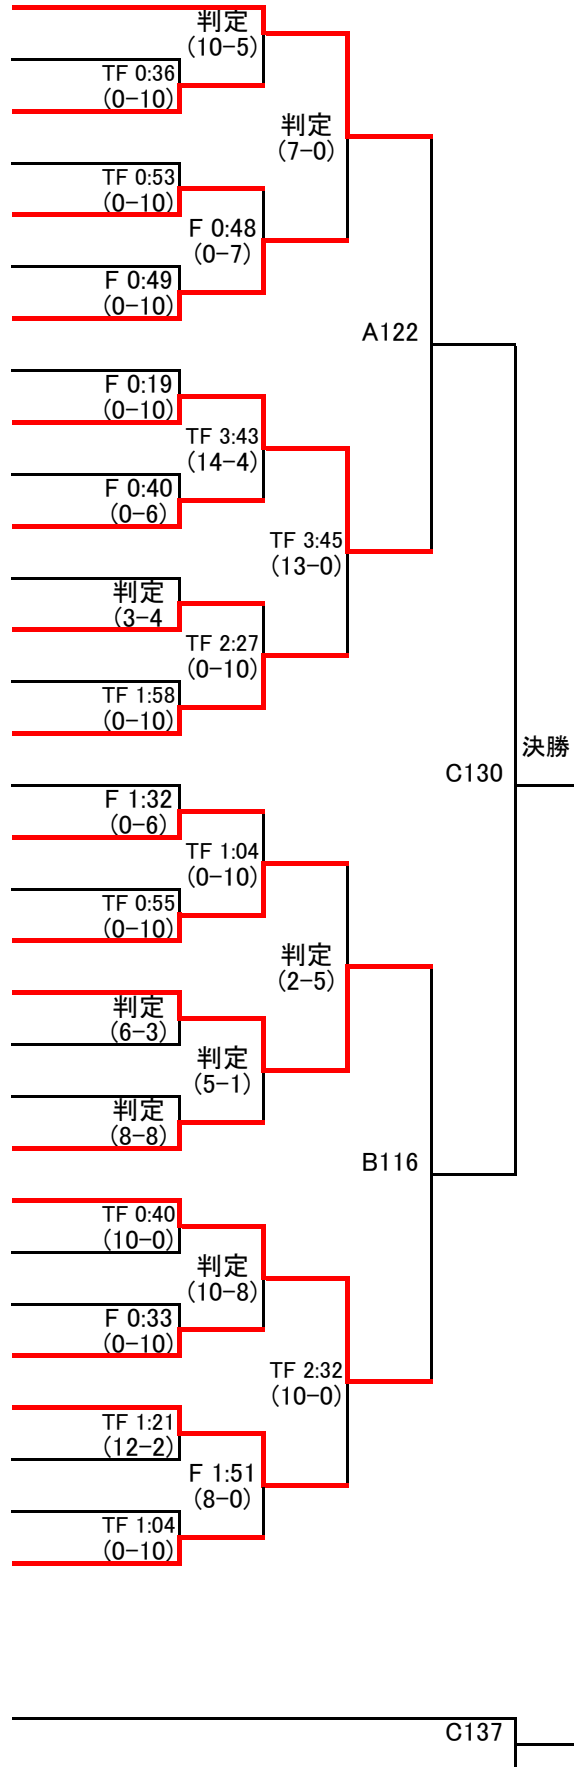 判定
(10-5)
TF 0:36
(0-10)
判定
(7-0)
TF 0:53
(0-10)
F 0:48
(0-7)
F 0:49
(0-10)
A122
F 0:19
(0-10)
TF 3:43
(14-4)
F 0:40
(0-6)
TF 3:45
(13-0)
判定
(3-4
TF 2:27
(0-10)
TF 1:58
(0-10)
決勝
C130
F 1:32
(0-6)
TF 1:04
(0-10)
TF 0:55
(0-10)
判定
(2-5)
判定
(6-3)
判定
(5-1)
判定
(8-8)
B116
TF 0:40
(10-0)
判定
(10-8)
F 0:33
(0-10)
TF 2:32
(10-0)
TF 1:21
(12-2)
F 1:51
(8-0)
TF 1:04
(0-10)
C137